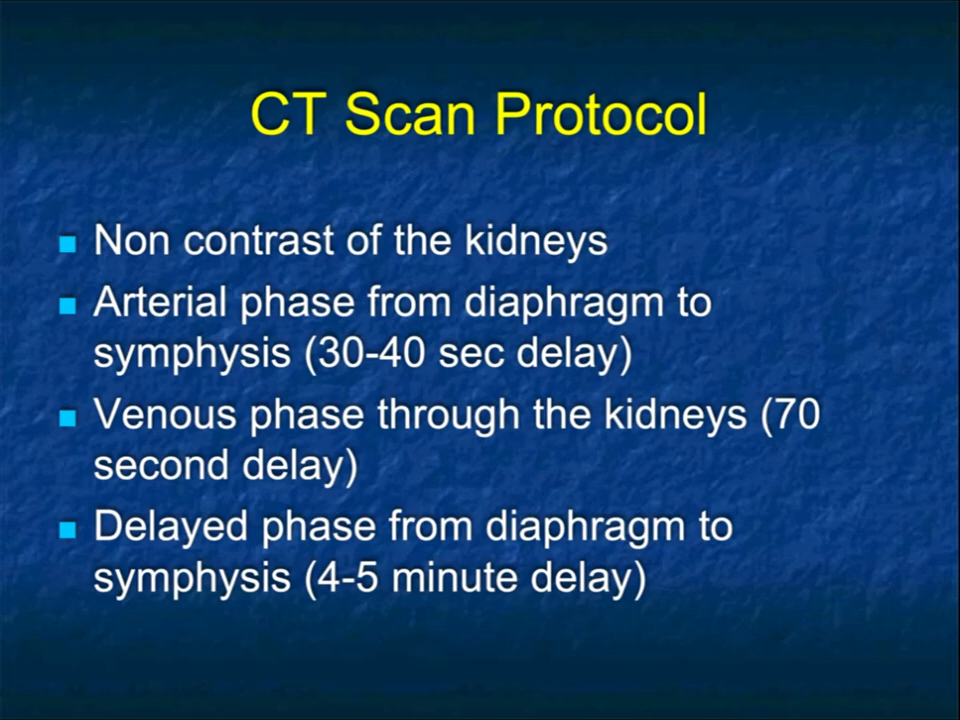 CT Scan Protocol
Non contrast of the kidneys
Arterial phase from diaphragm to
symphysis (30-40 sec delay)
Venous phase through the kidneys (70
second delay)
Delayed phase from diaphragm to
symphysis (4-5 minute delay)